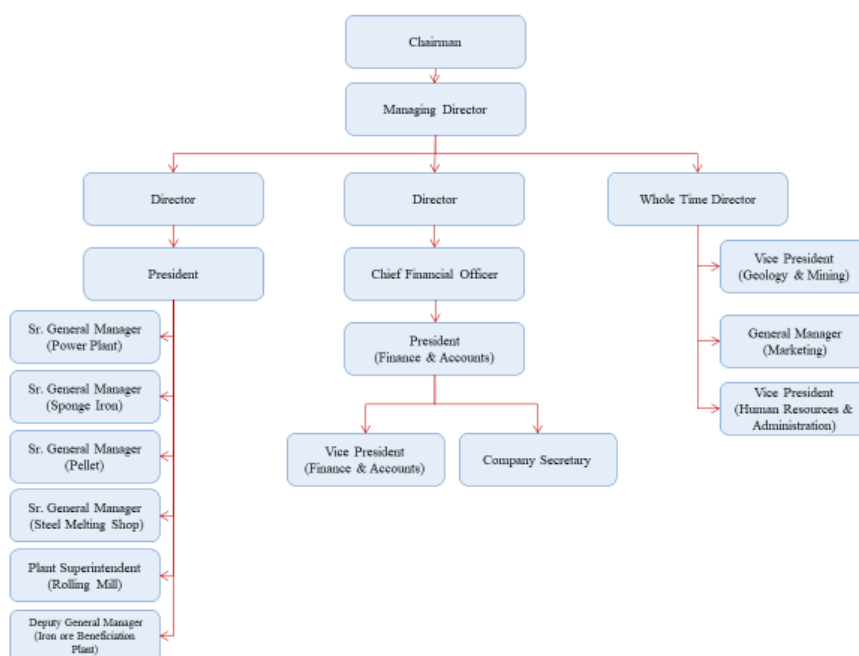 Chairman
Managing Director
Director
Director
Whole Time Director
President
Chief Financial Officer
Vice President
(Geology & Mining)
Sr. General Manager
(Power Plant)
President
(Finance & Accounts)
General Manager
(Marketing)
Sr. General Manager
(Sponge Iron)
Vice President
(Human Resources &
Administration)
Sr. General Manager
(Pellet)
Vice President
(Finance & Accounts)
Company Secretary
Sr. General Manager
(Steel Melting Shop)
Plant Superintendent
(Rolling Mill)
Deputy General Manager
(Iron ore Beneficiation
Plant)